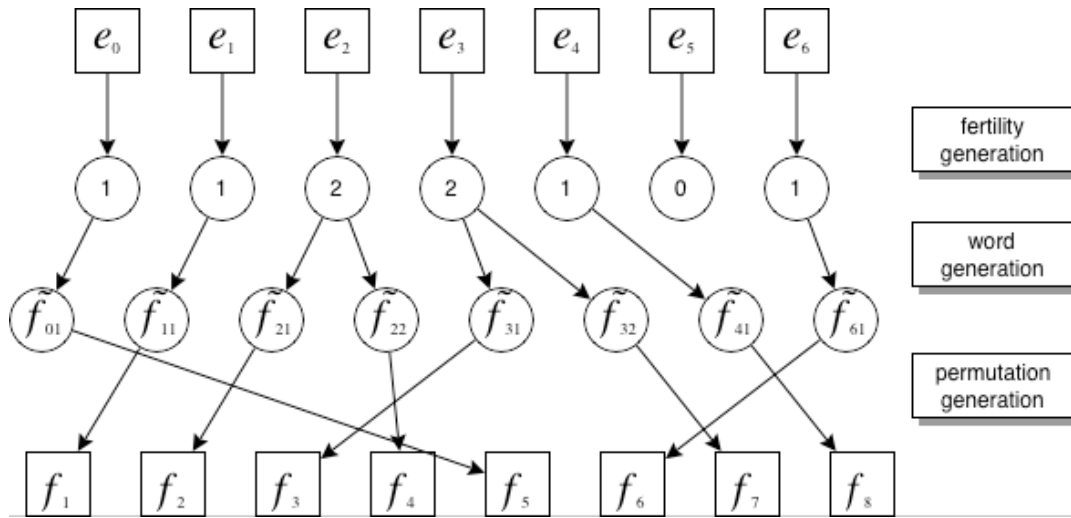 e₀ e₁ e₂ e₃ e₄ e₅ e₆
fertility
generation
1 1 2 2 1 0 1
word
generation
f̃₀₁ f̃₁₁ f̃₂₁ f̃₂₂ f̃₃₁ f̃₃₂ f̃₄₁ f̃₆₁
permutation
generation
f₁ f₂ f₃ f₄ f₅ f₆ f₇ f₈